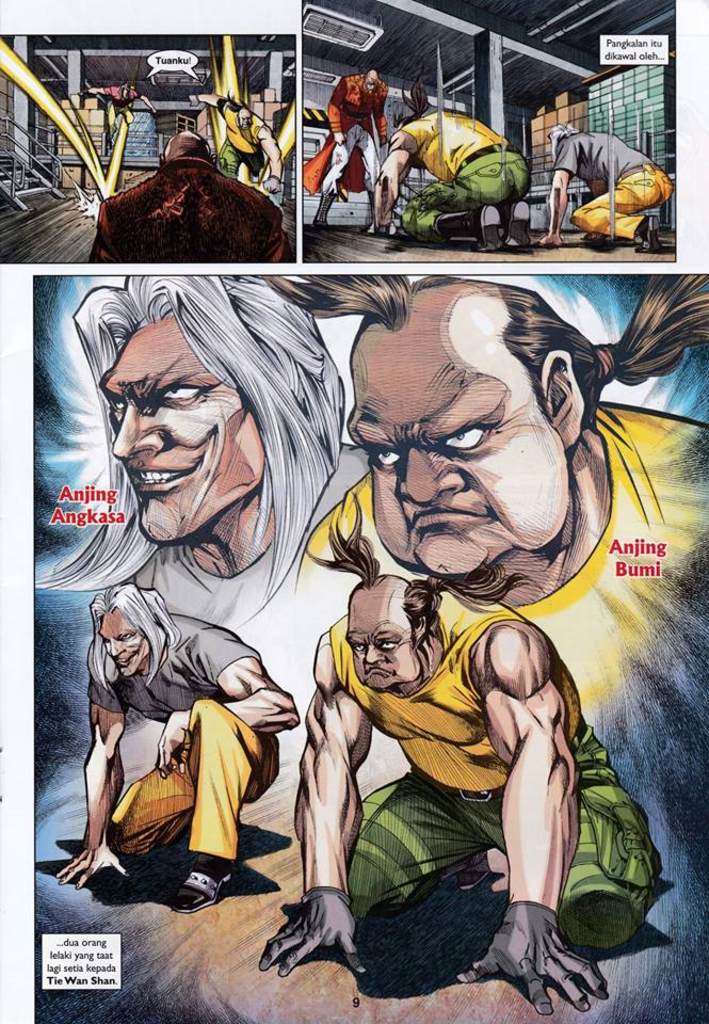 Tuanku!
Pangkalan itu
dikawal oleh...
Anjing
Angkasa
Anjing
Bumi
...dua orang
lelaki yang taat
lagi setia kepada
Tie Wan Shan.
9